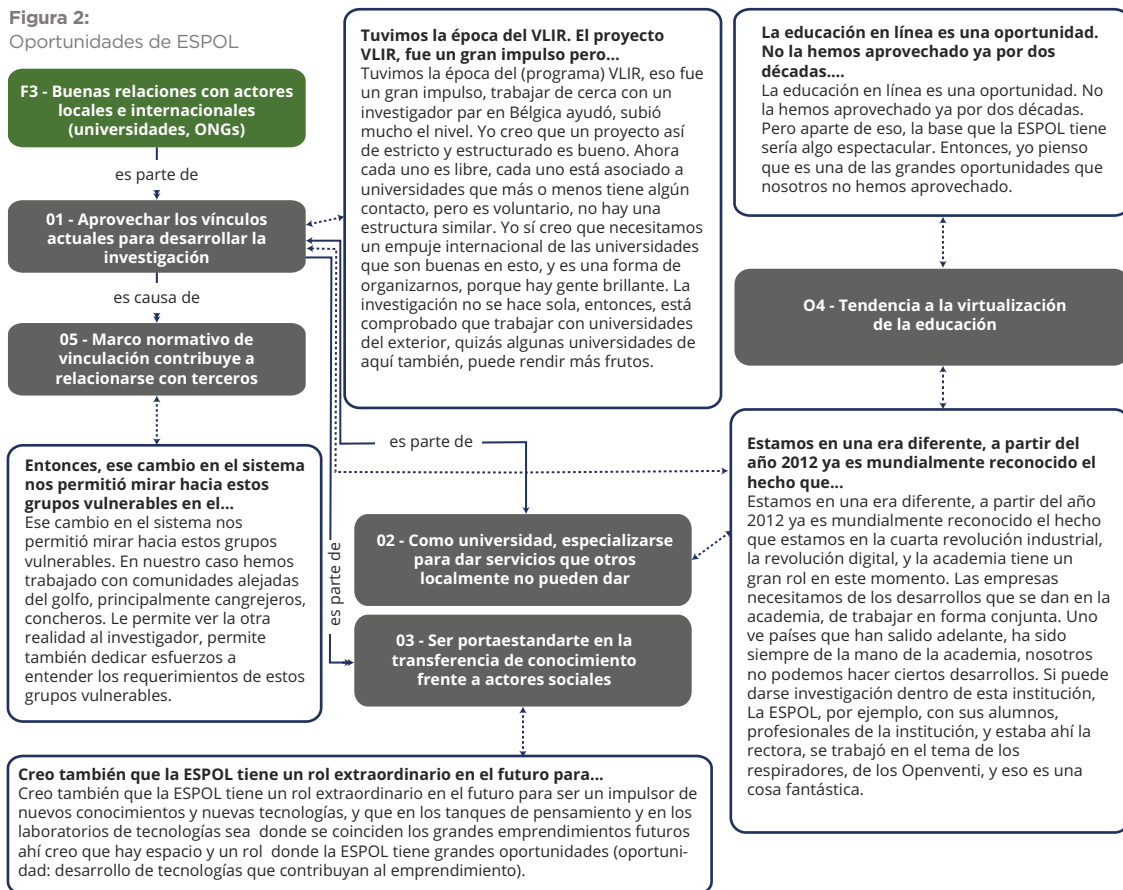 Figura 2:
Oportunidades de ESPOL
F3 - Buenas relaciones con actores
locales e internacionales
(universidades, ONGs)
es parte de
01 - Aprovechar los vínculos
actuales para desarrollar la
investigación
es causa de
05 - Marco normativo de
vinculación contribuye a
relacionarse con terceros
Entonces, ese cambio en el sistema
nos permitió mirar hacia estos
grupos vulnerables en el...
Ese cambio en el sistema nos
permitió mirar hacia estos grupos
vulnerables. En nuestro caso hemos
trabajado con comunidades alejadas
del golfo, principalmente cangrejeros,
concheros. Le permite ver la otra
realidad al investigador, permite
también dedicar esfuerzos a
entender los requerimientos de estos
grupos vulnerables.
Tuvimos la época del VLIR. El proyecto
VLIR, fue un gran impulso pero...
Tuvimos la época del (programa) VLIR, eso fue
un gran impulso, trabajar de cerca con un
investigador par en Bélgica ayudó, subió
mucho el nivel. Yo creo que un proyecto así
de estricto y estructurado es bueno. Ahora
cada uno es libre, cada uno está asociado a
universidades que más o menos tiene algún
contacto, pero es voluntario, no hay una
estructura similar. Yo sí creo que necesitamos
un empuje internacional de las universidades
que son buenas en esto, y es una forma de
organizarnos, porque hay gente brillante. La
investigación no se hace sola, entonces, está
comprobado que trabajar con universidades
del exterior, quizás algunas universidades de
aquí también, puede rendir más frutos.
es parte de
es parte de
02 - Como universidad, especializarse
para dar servicios que otros
localmente no pueden dar
03 - Ser portaestandarte en la
transferencia de conocimiento
frente a actores sociales
La educación en línea es una oportunidad.
No la hemos aprovechado ya por dos
décadas....
La educación en línea es una oportunidad. No
la hemos aprovechado ya por dos décadas.
Pero aparte de eso, la base que la ESPOL tiene
sería algo espectacular. Entonces, yo pienso
que es una de las grandes oportunidades que
nosotros no hemos aprovechado.
O4 - Tendencia a la virtualización
de la educación
Estamos en una era diferente, a partir del
año 2012 ya es mundialmente reconocido el
hecho que...
Estamos en una era diferente, a partir del año
2012 ya es mundialmente reconocido el hecho
que estamos en la cuarta revolución industrial,
la revolución digital, y la academia tiene un
gran rol en este momento. Las empresas
necesitamos de los desarrollos que se dan en la
academia, de trabajar en forma conjunta. Uno
ve países que han salido adelante, ha sido
siempre de la mano de la academia, nosotros
no podemos hacer ciertos desarrollos. Si puede
darse investigación dentro de esta institución,
La ESPOL, por ejemplo, con sus alumnos,
profesionales de la institución, y estaba ahí la
rectora, se trabajó en el tema de los
respiradores, de los Openventi, y eso es una
cosa fantástica.
Creo también que la ESPOL tiene un rol extraordinario en el futuro para...
Creo también que la ESPOL tiene un rol extraordinario en el futuro para ser un impulsor de
nuevos conocimientos y nuevas tecnologías, y que en los tanques de pensamiento y en los
laboratorios de tecnologías sea donde se coinciden los grandes emprendimientos futuros
ahí creo que hay espacio y un rol donde la ESPOL tiene grandes oportunidades (oportuni-
dad: desarrollo de tecnologías que contribuyan al emprendimiento).